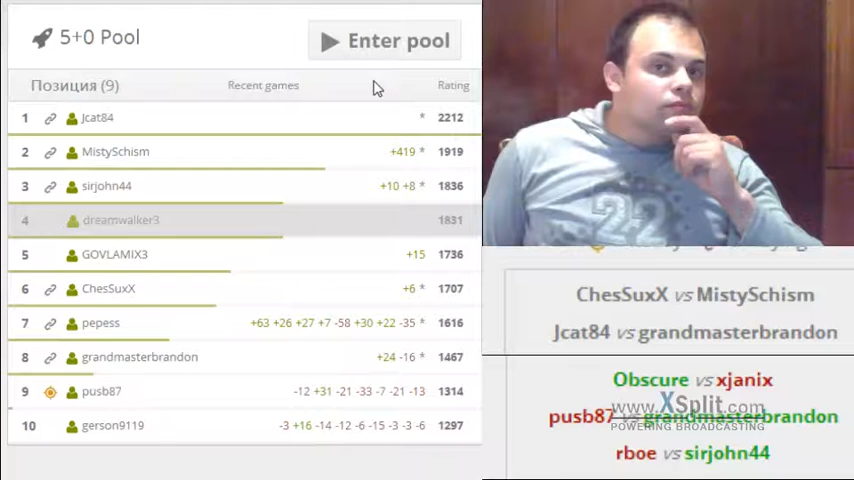 5+0 Pool
Enter pool
Позиция (9) Recent games Rating
1 Jcat84 * 2212
2 MistySchism +419 * 1919
3 sirjohn44 +10 +8 * 1836
4 dreamwalker3 1831
5 GOVLAMIX3 +15 1736
6 ChesSuxX +6 * 1707
7 pepess +63 +26 +27 +7 -58 +30 +22 -35 * 1616
8 grandmasterbrandon +24 -16 * 1467
9 pusb87 -12 +31 -21 -33 -7 -21 -13 1314
10 gerson9119 -3 +16 -14 -12 -6 -15 -3 -3 -6 1297
22
ChesSuxX vs MistySchism
Jcat84 vs grandmasterbrandon
Obscure vs xjanix
www.XSplit.com
pusb87 vs grandmasterbrandon
POWERING BROADCASTING
rboe vs sirjohn44